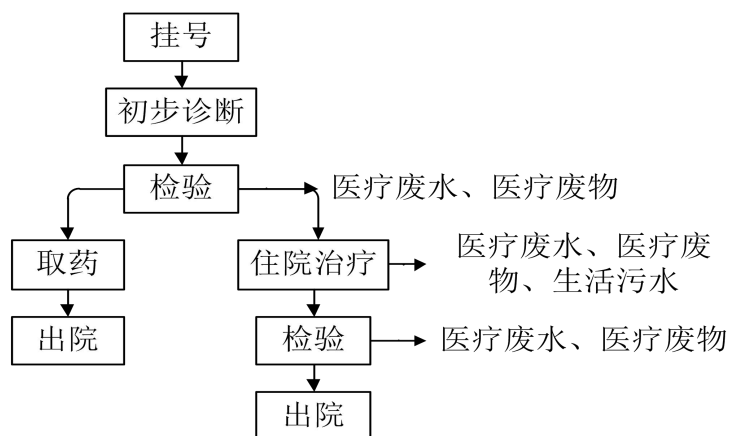 挂号
初步诊断
检验
医疗废水、医疗废物
取药
住院治疗
医疗废水、医疗废
物、生活污水
出院
检验
医疗废水、医疗废物
出院